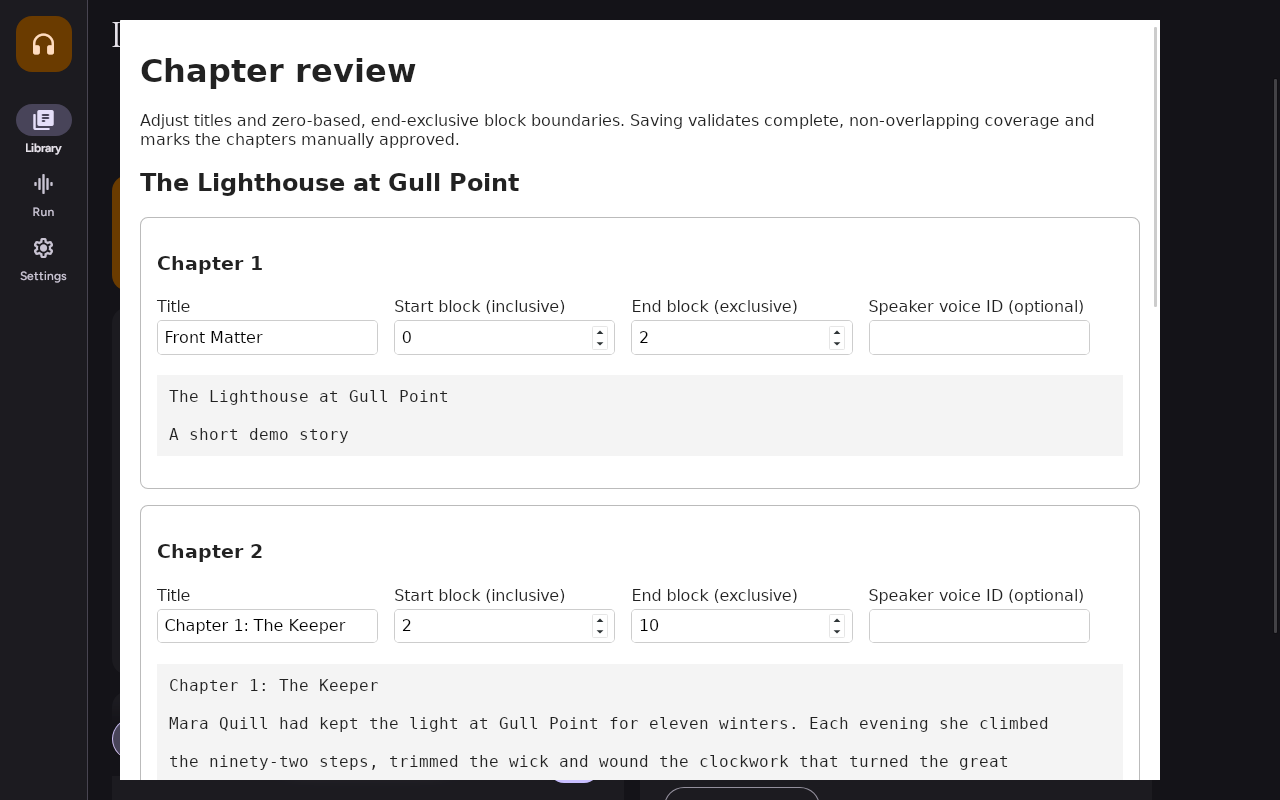 Library
Run
Settings
Chapter review
Adjust titles and zero-based, end-exclusive block boundaries. Saving validates complete, non-overlapping coverage and
marks the chapters manually approved.
The Lighthouse at Gull Point
Chapter 1
Title Start block (inclusive) End block (exclusive) Speaker voice ID (optional)
Front Matter 0 2
The Lighthouse at Gull Point
A short demo story
Chapter 2
Title Start block (inclusive) End block (exclusive) Speaker voice ID (optional)
Chapter 1: The Keeper 2 10
Chapter 1: The Keeper
Mara Quill had kept the light at Gull Point for eleven winters. Each evening she climbed
the ninety-two steps, trimmed the wick and wound the clockwork that turned the great